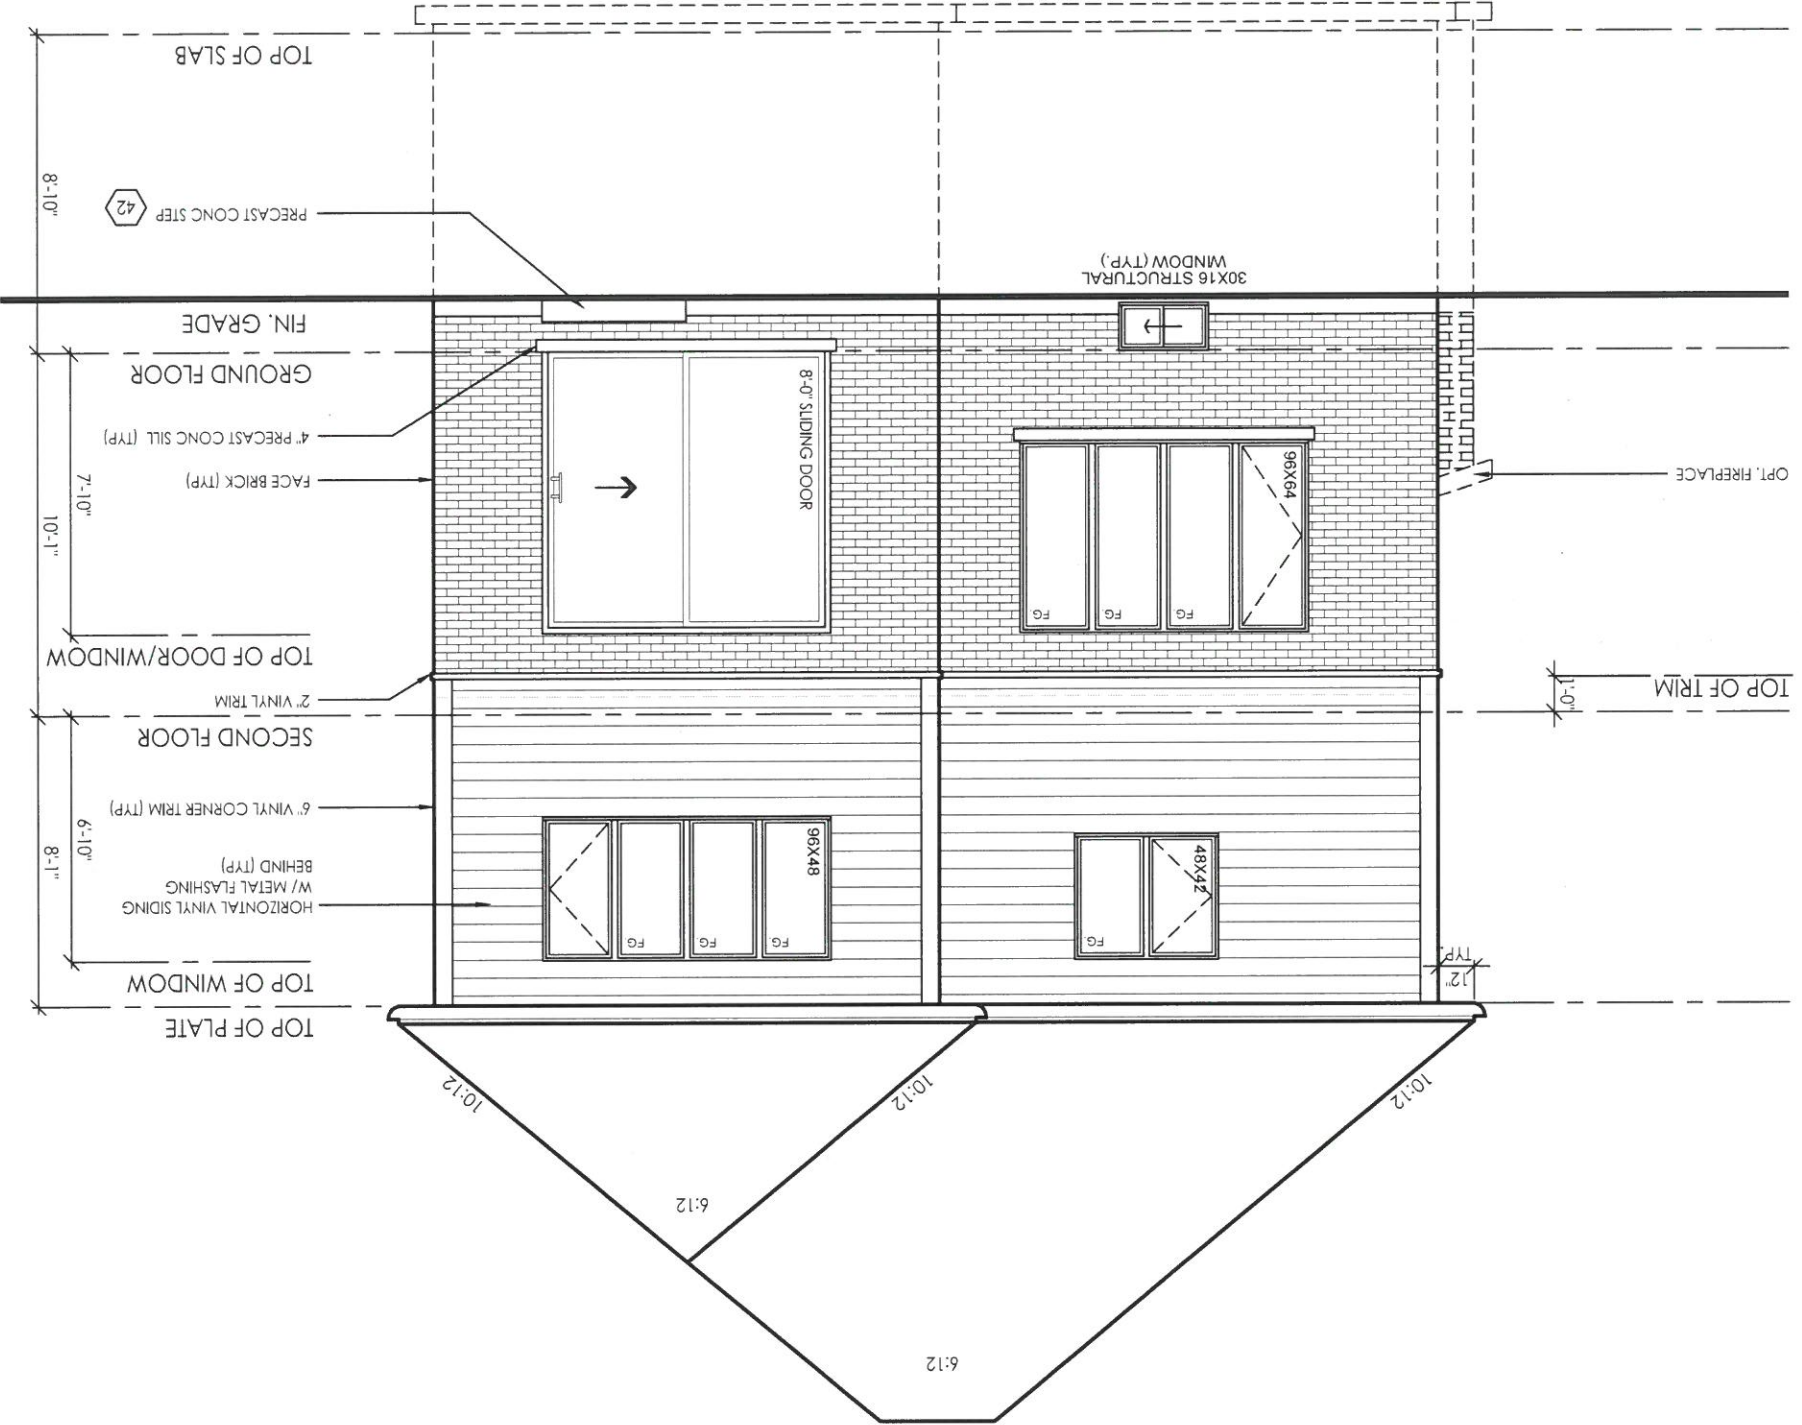 6:12
6:12
10:12
10:12
10:12
TOP OF PLATE
12"
TYP.
TOP OF WINDOW
FG.
FG.
FG.
FG.
48X42
96X48
HORIZONTAL VINYL SIDING
W/ METAL FLASHING
BEHIND (TYP)
6'-10"
8'-1"
6" VINYL CORNER TRIM (TYP)
SECOND FLOOR
TOP OF TRIM
1'-0"
2" VINYL TRIM
TOP OF DOOR/WINDOW
FG.
FG.
FG.
96X64
OPT. FIREPLACE
8'-0" SLIDING DOOR
FACE BRICK (TYP)
7'-10"
10'-1"
4" PRECAST CONC SILL (TYP)
GROUND FLOOR
FIN. GRADE
30X16 STRUCTURAL
WINDOW (TYP.)
PRECAST CONC STEP
42
8'-10"
TOP OF SLAB